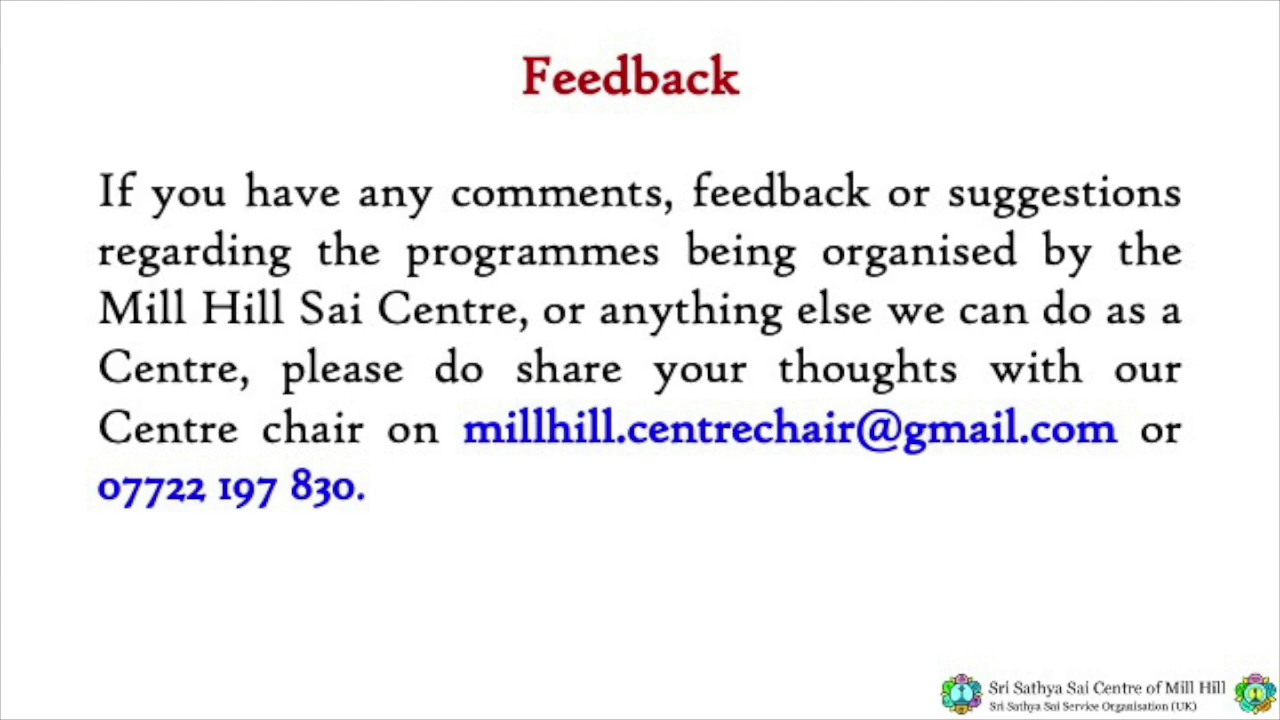 Feedback
If you have any comments, feedback or suggestions
regarding the programmes being organised by the
Mill Hill Sai Centre, or anything else we can do as a
Centre, please do share your thoughts with our
Centre chair on millhill.centrechair@gmail.com or
07722 197 830.
Sri Sathya Sai Centre of Mill Hill
Sri Sathya Sai Service Organisation (UK)